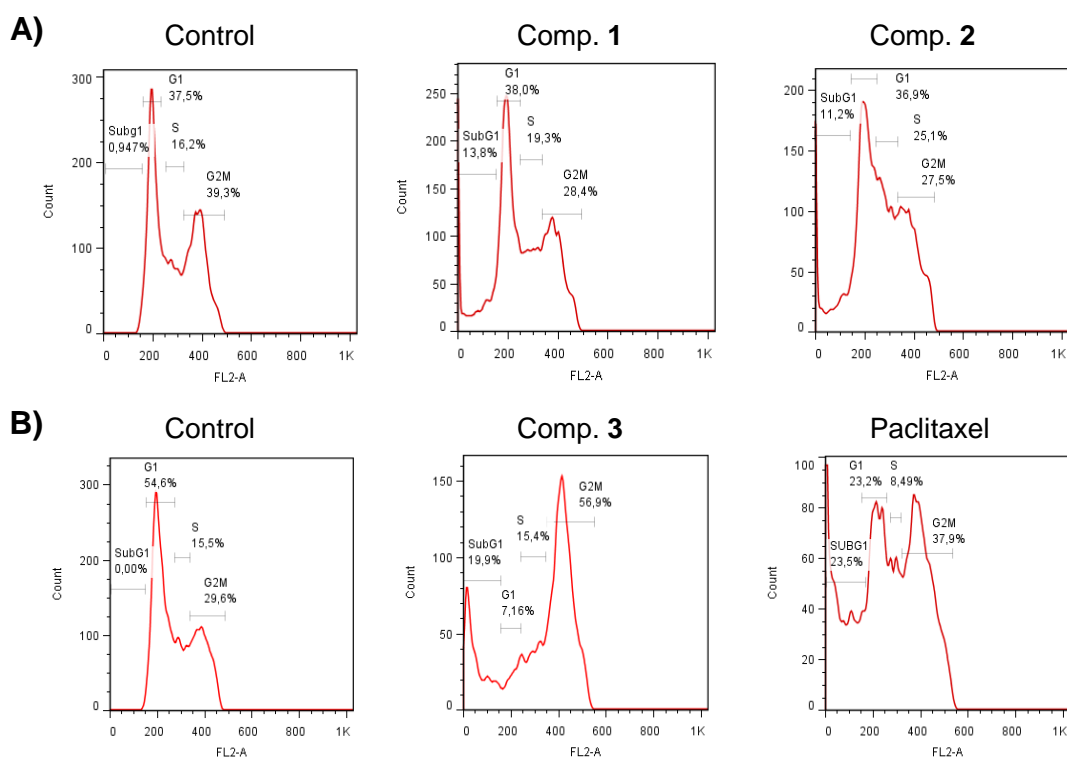 A)
Control
Comp. 1
Comp. 2
300
200
100
0
Count
Subg1
0,947%
G1
37,5%
S
16,2%
G2M
39,3%
0 200 400 600 800 1K
FL2-A
250
200
150
100
50
0
Count
SubG1
13,8%
G1
38,0%
S
19,3%
G2M
28,4%
0 200 400 600 800 1K
FL2-A
200
150
100
50
0
Count
SubG1
11,2%
G1
36,9%
S
25,1%
G2M
27,5%
0 200 400 600 800 1K
FL2-A
B)
Control
Comp. 3
Paclitaxel
300
200
100
0
Count
SubG1
0,00%
G1
54,6%
S
15,5%
G2M
29,6%
0 200 400 600 800 1K
FL2-A
150
100
50
0
Count
SubG1
19,9%
G1
7,16%
S
15,4%
G2M
56,9%
0 200 400 600 800 1K
FL2-A
100
80
60
40
20
0
Count
SUBG1
23,5%
G1
23,2%
S
8,49%
G2M
37,9%
0 200 400 600 800 1K
FL2-A